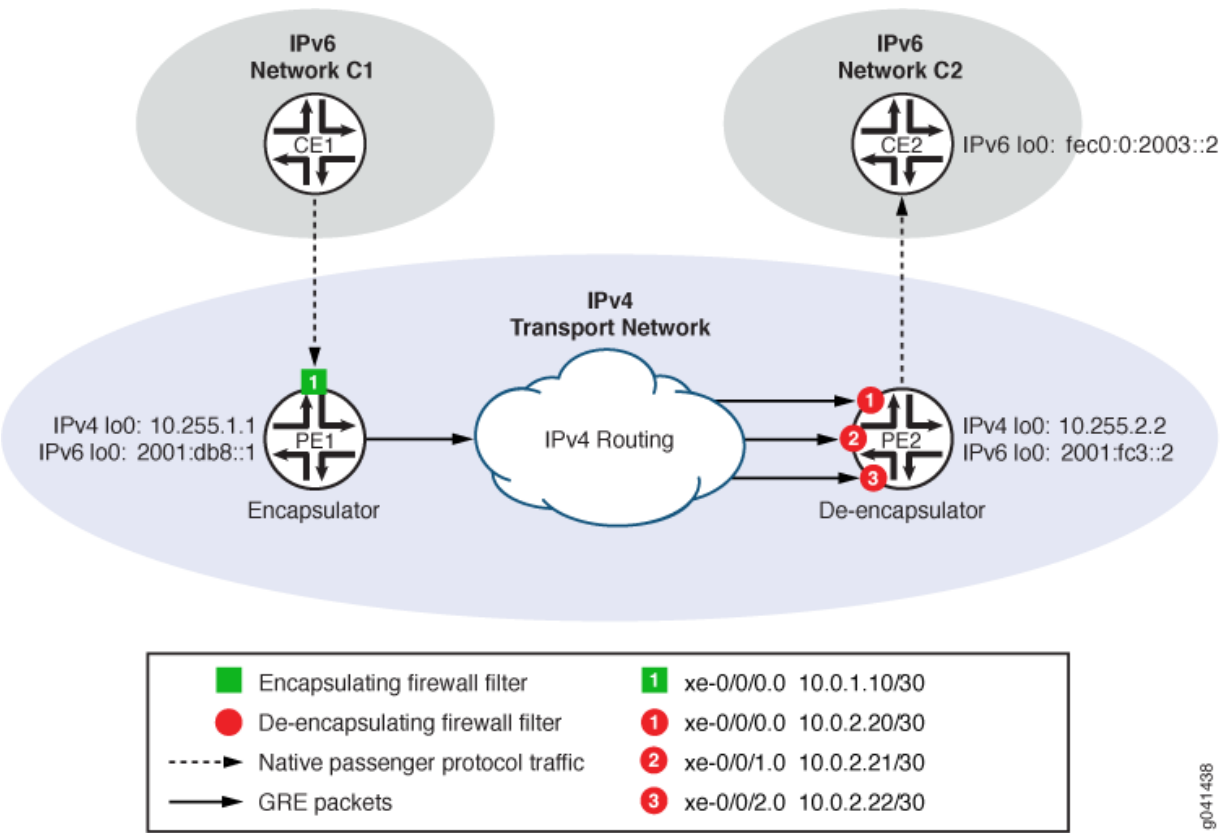 IPv6
Network C1
CE1
IPv6
Network C2
CE2
IPv6 lo0: fec0:0:2003::2
IPv4
Transport Network
1
IPv4 lo0: 10.255.1.1
IPv6 lo0: 2001:db8::1
PE1
Encapsulator
IPv4 Routing
1
2
3
PE2
IPv4 lo0: 10.255.2.2
IPv6 lo0: 2001:fc3::2
De-encapsulator
Encapsulating firewall filter
1 xe-0/0/0.0 10.0.1.10/30
De-encapsulating firewall filter
1 xe-0/0/0.0 10.0.2.20/30
Native passenger protocol traffic
2 xe-0/0/1.0 10.0.2.21/30
GRE packets
3 xe-0/0/2.0 10.0.2.22/30
g041438